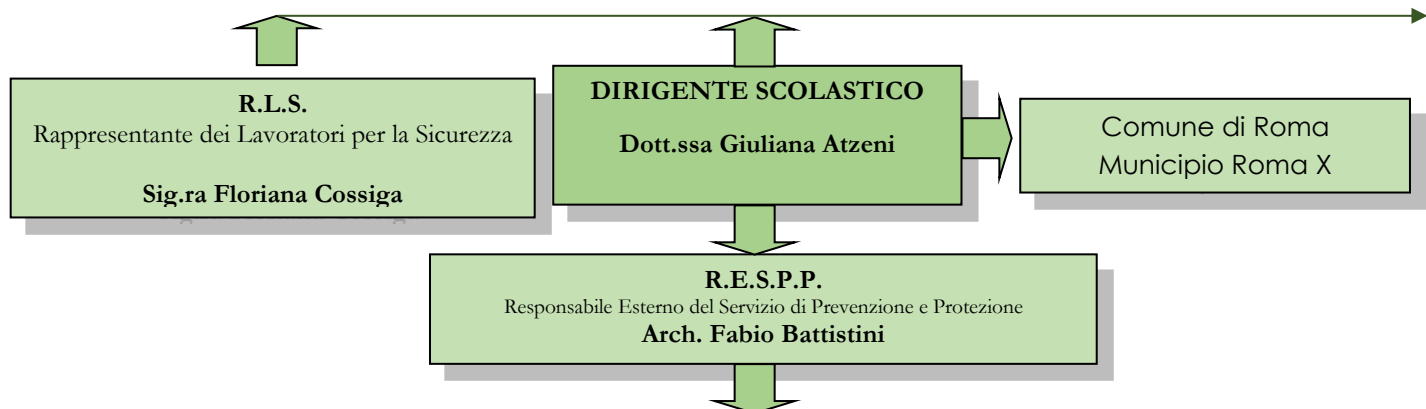 R.L.S.
Rappresentante dei Lavoratori per la Sicurezza
Sig.ra Floriana Cossiga
DIRIGENTE SCOLASTICO
Dott.ssa Giuliana Atzeni
Comune di Roma
Municipio Roma X
R.E.S.P.P.
Responsabile Esterno del Servizio di Prevenzione e Protezione
Arch. Fabio Battistini